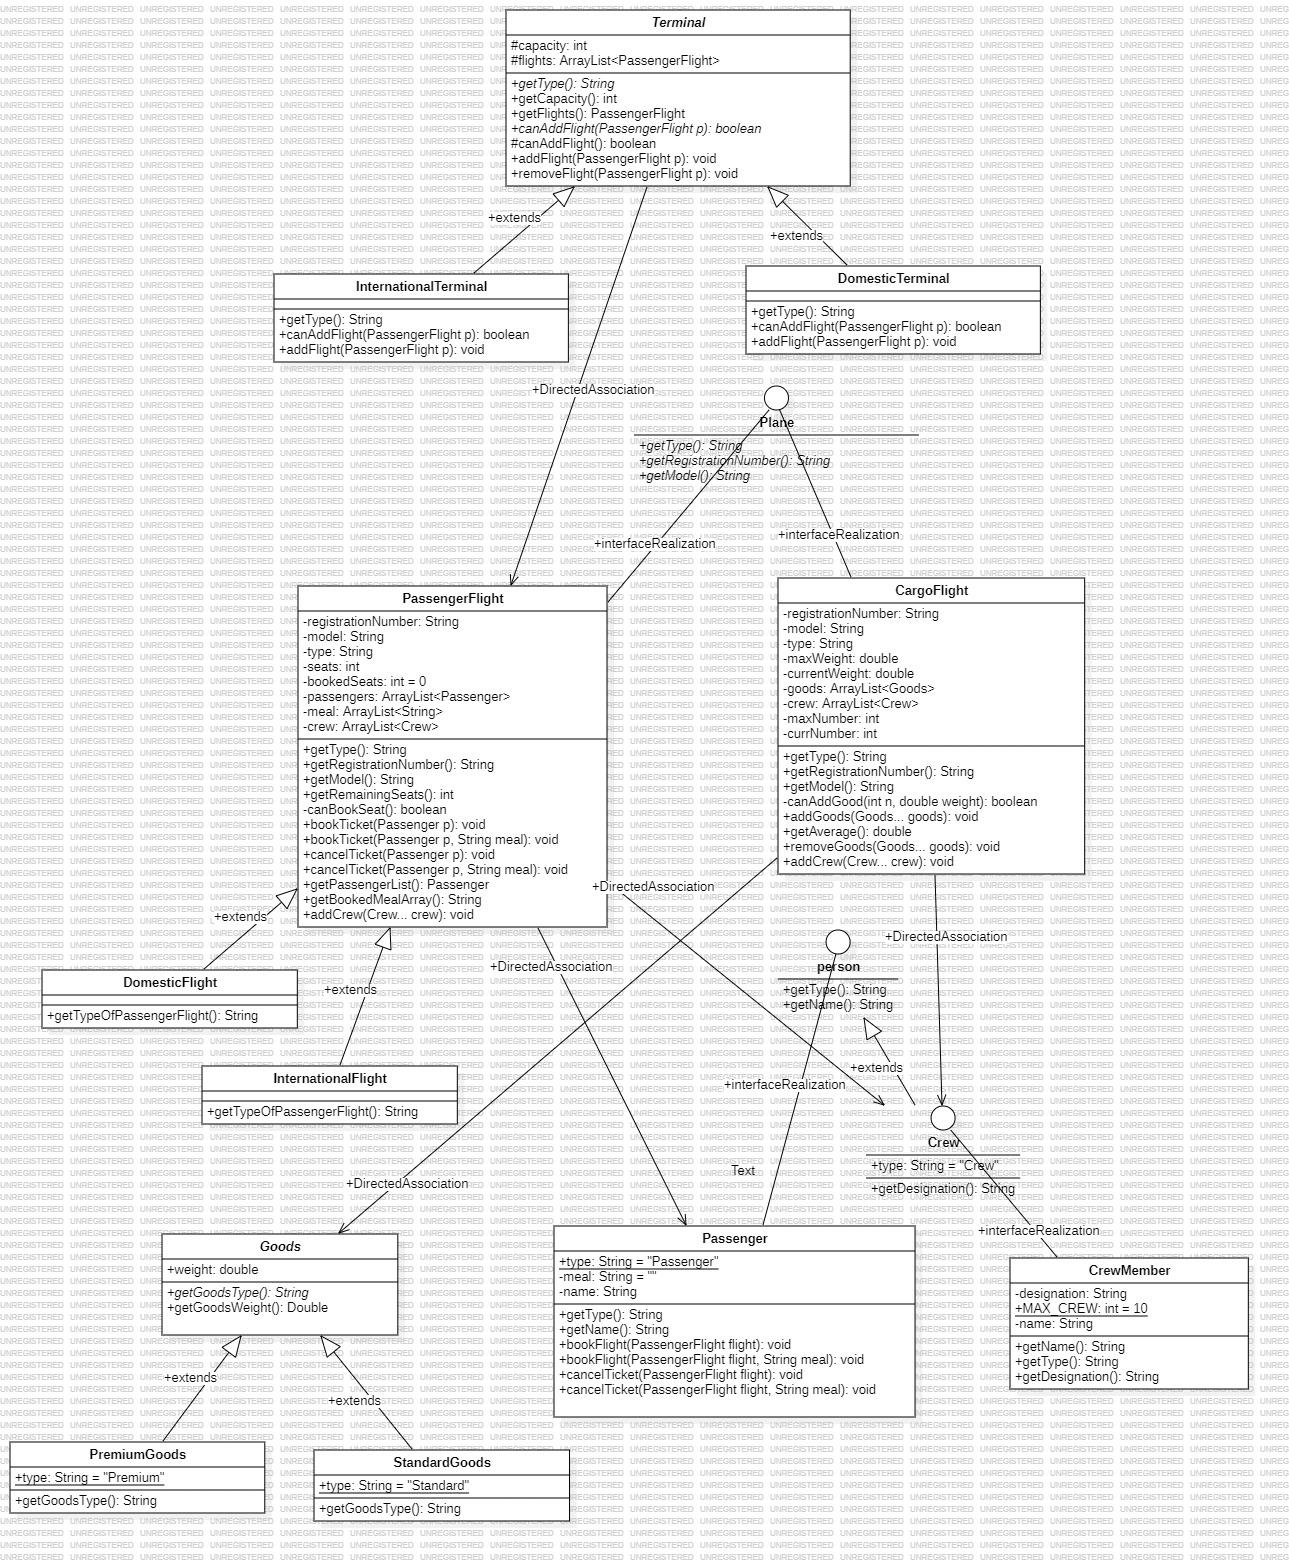 Terminal
#capacity: int
#flights: ArrayList<PassengerFlight>
+getType(): String
+getCapacity(): int
+getFlights(): PassengerFlight
+canAddFlight(PassengerFlight p): boolean
#canAddFlight(): boolean
+addFlight(PassengerFlight p): void
+removeFlight(PassengerFlight p): void
+extends
+extends
InternationalTerminal
+getType(): String
+canAddFlight(PassengerFlight p): boolean
+addFlight(PassengerFlight p): void
DomesticTerminal
+getType(): String
+canAddFlight(PassengerFlight p): boolean
+addFlight(PassengerFlight p): void
+DirectedAssociation
Plane
+getType(): String
+getRegistrationNumber(): String
+getModel(): String
+interfaceRealization
+interfaceRealization
PassengerFlight
-registrationNumber: String
-model: String
-type: String
-seats: int
-bookedSeats: int = 0
-passengers: ArrayList<Passenger>
-meal: ArrayList<String>
-crew: ArrayList<Crew>
+getType(): String
+getRegistrationNumber(): String
+getModel(): String
+getRemainingSeats(): int
-canBookSeat(): boolean
+bookTicket(Passenger p): void
+bookTicket(Passenger p, String meal): void
+cancelTicket(Passenger p): void
+cancelTicket(Passenger p, String meal): void
+getPassengerList(): Passenger
+getBookedMealArray(): String
+addCrew(Crew... crew): void
CargoFlight
-registrationNumber: String
-model: String
-type: String
-maxWeight: double
-currentWeight: double
-goods: ArrayList<Goods>
-crew: ArrayList<Crew>
-maxNumber: int
-currNumber: int
+getType(): String
+getRegistrationNumber(): String
+getModel(): String
-canAddGood(int n, double weight): boolean
+addGoods(Goods... goods): void
+getAverage(): double
+removeGoods(Goods... goods): void
+addCrew(Crew... crew): void
+DirectedAssociation
+extends
+DirectedAssociation
+DirectedAssociation
person
+getType(): String
+getName(): String
DomesticFlight
+getTypeOfPassengerFlight(): String
+extends
InternationalFlight
+getTypeOfPassengerFlight(): String
+extends
+interfaceRealization
Crew
+type: String = "Crew"
+getDesignation(): String
Text
+DirectedAssociation
+interfaceRealization
Goods
+weight: double
+getGoodsType(): String
+getGoodsWeight(): Double
Passenger
+type: String = "Passenger"
-meal: String = ""
-name: String
+getType(): String
+getName(): String
+bookFlight(PassengerFlight flight): void
+bookFlight(PassengerFlight flight, String meal): void
+cancelTicket(PassengerFlight flight): void
+cancelTicket(PassengerFlight flight, String meal): void
CrewMember
-designation: String
+MAX_CREW: int = 10
-name: String
+getName(): String
+getType(): String
+getDesignation(): String
+extends
+extends
PremiumGoods
+type: String = "Premium"
+getGoodsType(): String
StandardGoods
+type: String = "Standard"
+getGoodsType(): String